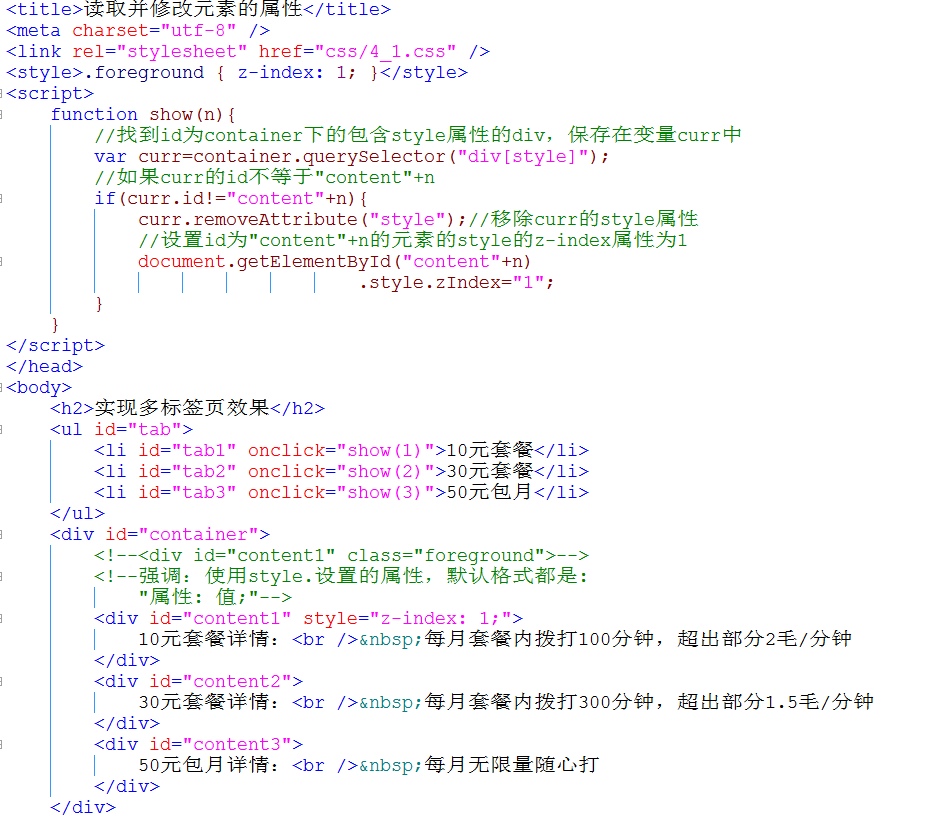 <title>读取并修改元素的属性</title>
<meta charset="utf-8" />
<link rel="stylesheet" href="css/4_1.css" />
<style>.foreground { z-index: 1; }</style>
<script>
    function show(n){
        //找到id为container下的包含style属性的div，保存在变量curr中
        var curr=container.querySelector("div[style]");
        //如果curr的id不等于"content"+n
        if(curr.id!="content"+n){
            curr.removeAttribute("style");//移除curr的style属性
            //设置id为"content"+n的元素的style的z-index属性为1
            document.getElementById("content"+n)
                                .style.zIndex="1";
        }
    }
</script>
</head>
<body>
    <h2>实现多标签页效果</h2>
    <ul id="tab">
        <li id="tab1" onclick="show(1)">10元套餐</li>
        <li id="tab2" onclick="show(2)">30元套餐</li>
        <li id="tab3" onclick="show(3)">50元包月</li>
    </ul>
    <div id="container">
        <!--<div id="content1" class="foreground">-->
        <!--强调：使用style.设置的属性，默认格式都是：
            "属性：值;"-->
        <div id="content1" style="z-index: 1;">
            10元套餐详情：<br />&nbsp;每月套餐内拨打100分钟，超出部分2毛/分钟
        </div>
        <div id="content2">
            30元套餐详情：<br />&nbsp;每月套餐内拨打300分钟，超出部分1.5毛/分钟
        </div>
        <div id="content3">
            50元包月详情：<br />&nbsp;每月无限量随心打
        </div>
    </div>